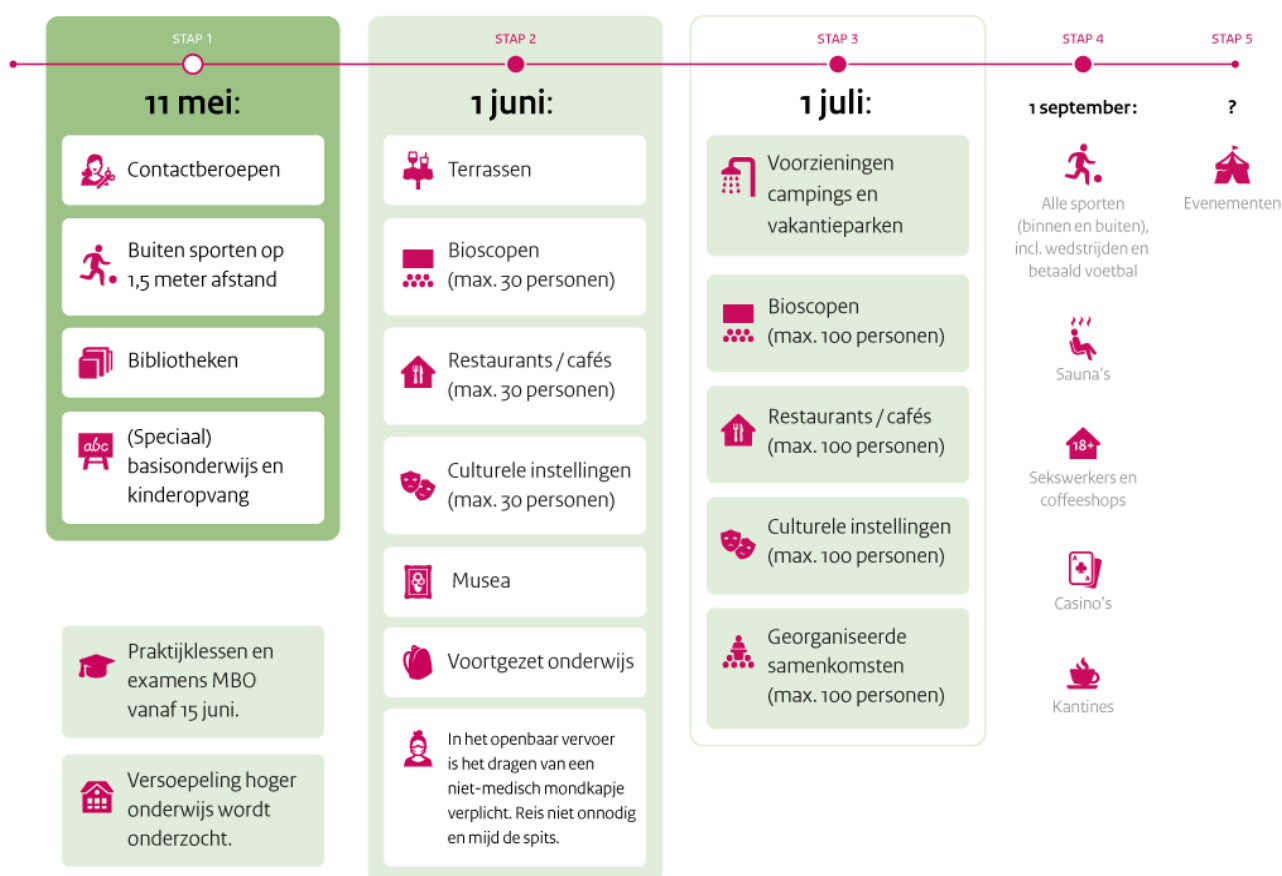 STAP 1
11 mei:
Contactberoepen
Buiten sporten op
1,5 meter afstand
Bibliotheken
abc
(Speciaal)
basisonderwijs en
kinderopvang
Praktijklessen en
examens MBO
vanaf 15 juni.
Versoepeling hoger
onderwijs wordt
onderzocht.
STAP 2
1 juni:
Terrassen
Bioscopen
(max. 30 personen)
Restaurants / cafés
(max. 30 personen)
Culturele instellingen
(max. 30 personen)
Musea
Voortgezet onderwijs
In het openbaar vervoer
is het dragen van een
niet-medisch mondkapje
verplicht. Reis niet onnodig
en mijd de spits.
STAP 3
1 juli:
Voorzieningen
campings en
vakantieparken
Bioscopen
(max. 100 personen)
Restaurants / cafés
(max. 100 personen)
Culturele instellingen
(max. 100 personen)
Georganiseerde
samenkomsten
(max. 100 personen)
STAP 4
1 september:
Alle sporten
(binnen en buiten),
incl. wedstrijden en
betaald voetbal
Sauna's
18+
Sekswerkers en
coffeeshops
A
A
Casino's
Kantines
STAP 5
?
Evenementen